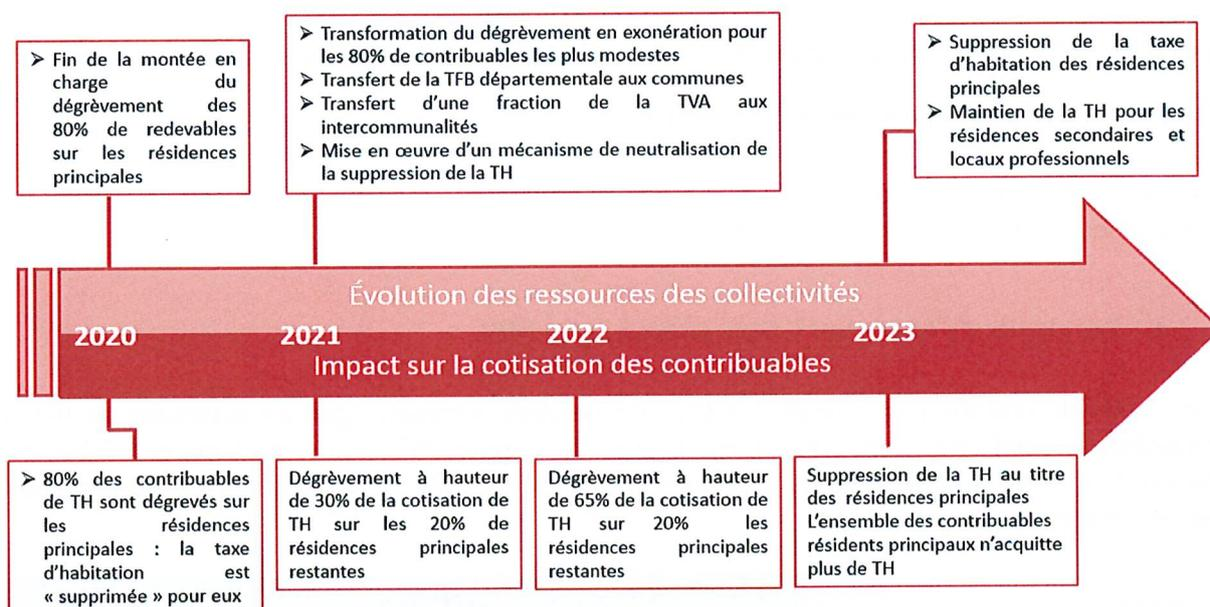 ➢ Fin de la montée en
charge du
dégrèvement des
80% de redevables
sur les résidences
principales
➢ Transformation du dégrèvement en exonération pour
les 80% de contribuables les plus modestes
➢ Transfert de la TFB départementale aux communes
➢ Transfert d'une fraction de la TVA aux
intercommunalités
➢ Mise en œuvre d'un mécanisme de neutralisation de
la suppression de la TH
➢ Suppression de la taxe
d'habitation des résidences
principales
➢ Maintien de la TH pour les
résidences secondaires et
locaux professionnels
Évolution des ressources des collectivités
2020 2021 2022 2023
Impact sur la cotisation des contribuables
➢ 80% des contribuables
de TH sont dégrevés sur
les résidences
principales : la taxe
d'habitation est
« supprimée » pour eux
Dégrèvement à hauteur
de 30% de la cotisation de
TH sur les 20% de
résidences principales
restantes
Dégrèvement à hauteur
de 65% de la cotisation de
TH sur 20% les
résidences principales
restantes
Suppression de la TH au titre
des résidences principales
L'ensemble des contribuables
résidents principaux n'acquitte
plus de TH